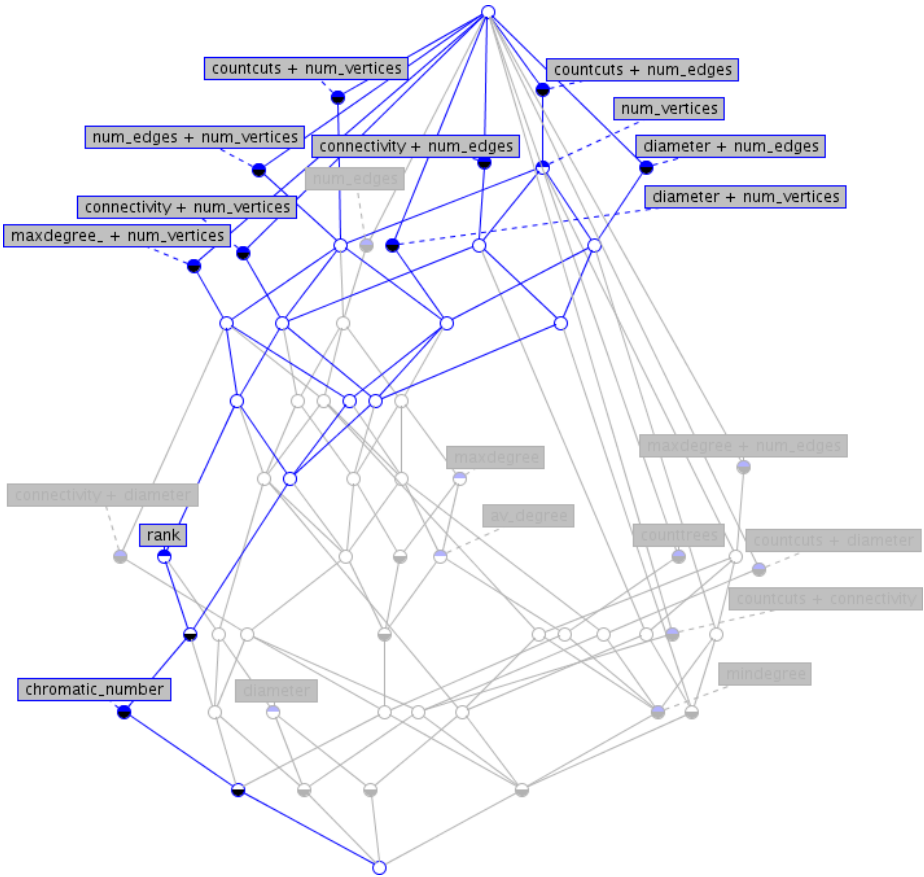 countcuts + num_vertices
countcuts + num_edges
num_vertices
num_edges + num_vertices
connectivity + num_edges
diameter + num_edges
num_edges
diameter + num_vertices
connectivity + num_vertices
maxdegree_ + num_vertices
maxdegree + num_edges
maxdegree
connectivity + diameter
av_degree
rank
counttrees
countcuts + diameter
countcuts + connectivity
mindegree
chromatic_number
diameter